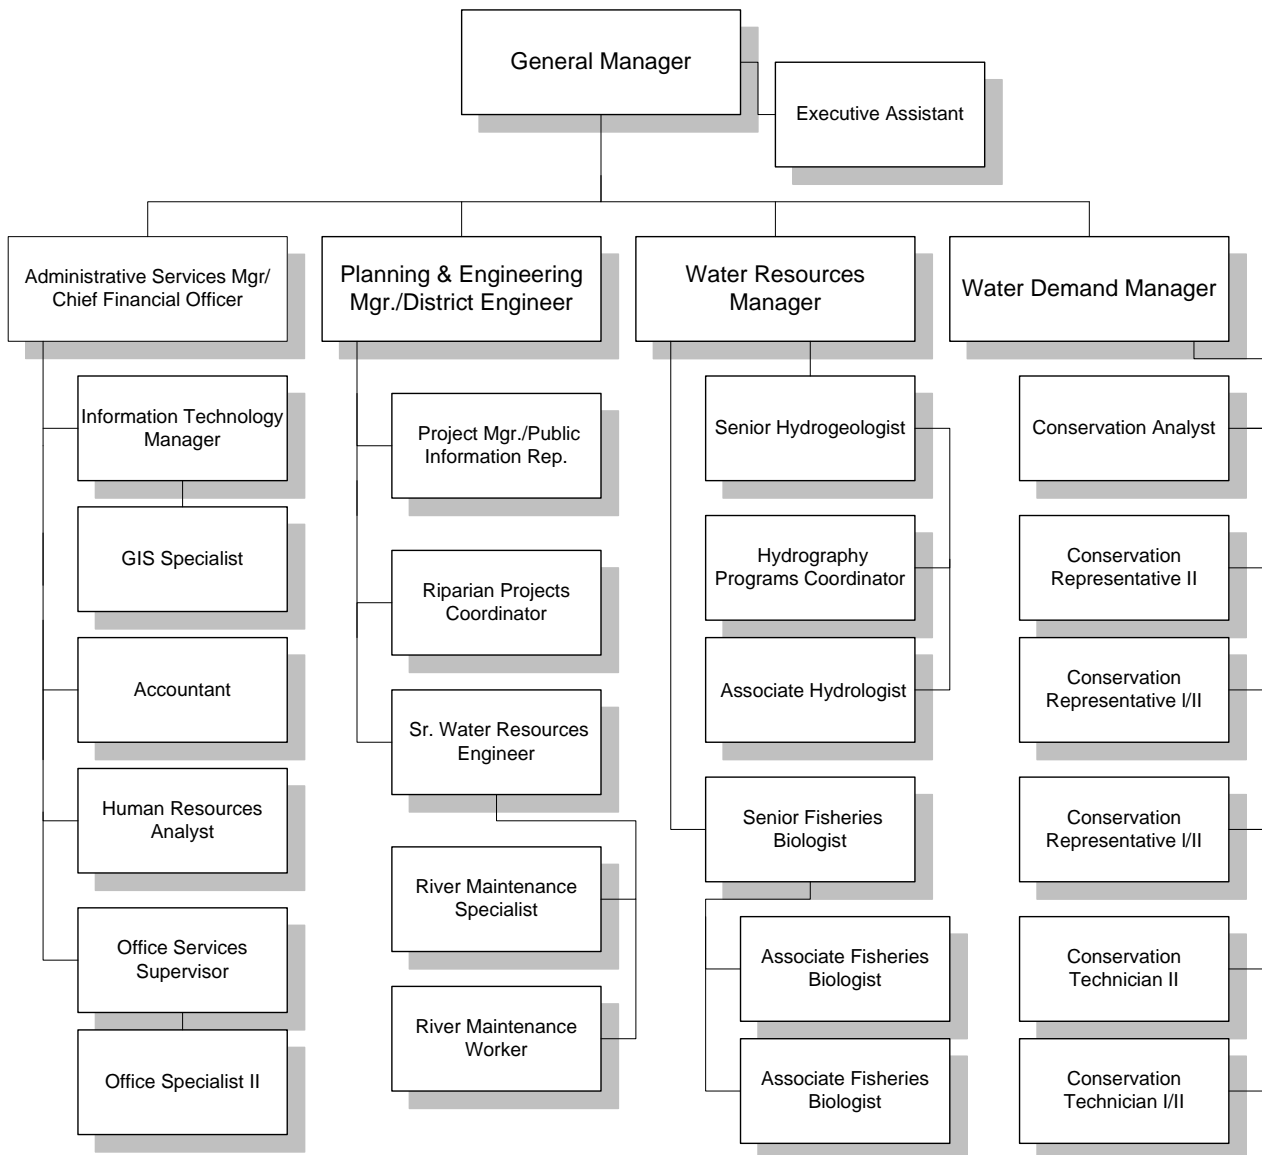 General Manager
Executive Assistant
Administrative Services Mgr/
Chief Financial Officer
Planning & Engineering
Mgr./District Engineer
Water Resources
Manager
Water Demand Manager
Information Technology
Manager
GIS Specialist
Accountant
Human Resources
Analyst
Office Services
Supervisor
Office Specialist II
Project Mgr./Public
Information Rep.
Riparian Projects
Coordinator
Sr. Water Resources
Engineer
River Maintenance
Specialist
River Maintenance
Worker
Senior Hydrogeologist
Hydrography
Programs Coordinator
Associate Hydrologist
Senior Fisheries
Biologist
Associate Fisheries
Biologist
Associate Fisheries
Biologist
Conservation Analyst
Conservation
Representative II
Conservation
Representative I/II
Conservation
Representative I/II
Conservation
Technician II
Conservation
Technician I/II